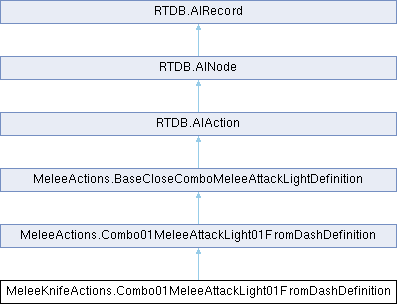 RTDB.AIRecord
RTDB.AINode
RTDB.AIAction
MeleeActions.BaseCloseComboMeleeAttackLightDefinition
MeleeActions.Combo01MeleeAttackLight01FromDashDefinition
MeleeKnifeActions.Combo01MeleeAttackLight01FromDashDefinition